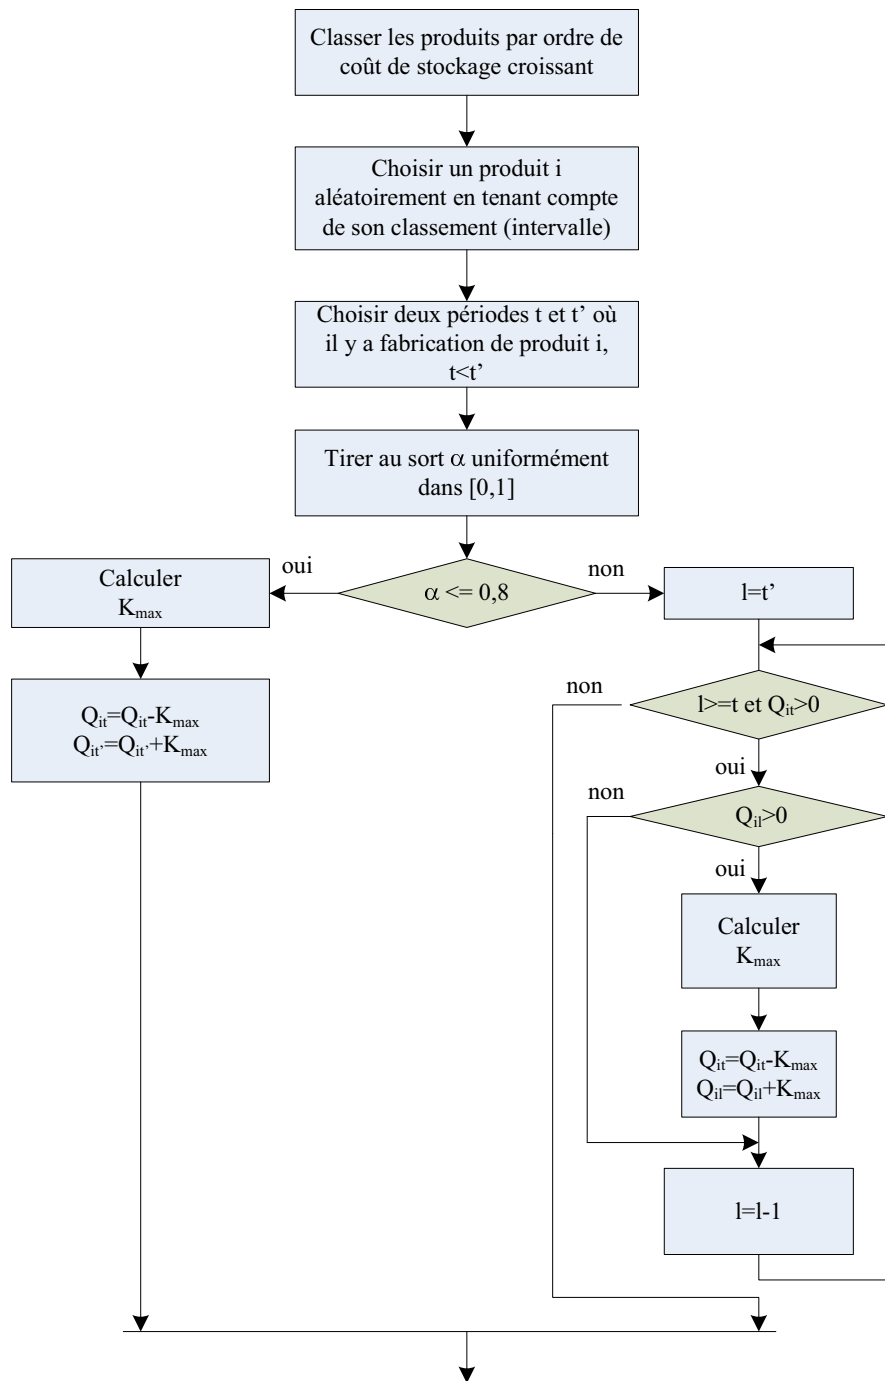 Classer les produits par ordre de
coût de stockage croissant
Choisir un produit i
aléatoirement en tenant compte
de son classement (intervalle)
Choisir deux périodes t et t’ où
il y a fabrication de produit i,
t<t’
Tirer au sort α uniformément
dans [0,1]
oui
α <= 0,8
non
Calculer
Kmax
Qit=Qit-Kmax
Qit’=Qit’+Kmax
l=t’
non
l>=t et Qit>0
oui
non
Qil>0
oui
Calculer
Kmax
Qit=Qit-Kmax
Qil=Qil+Kmax
l=l-1